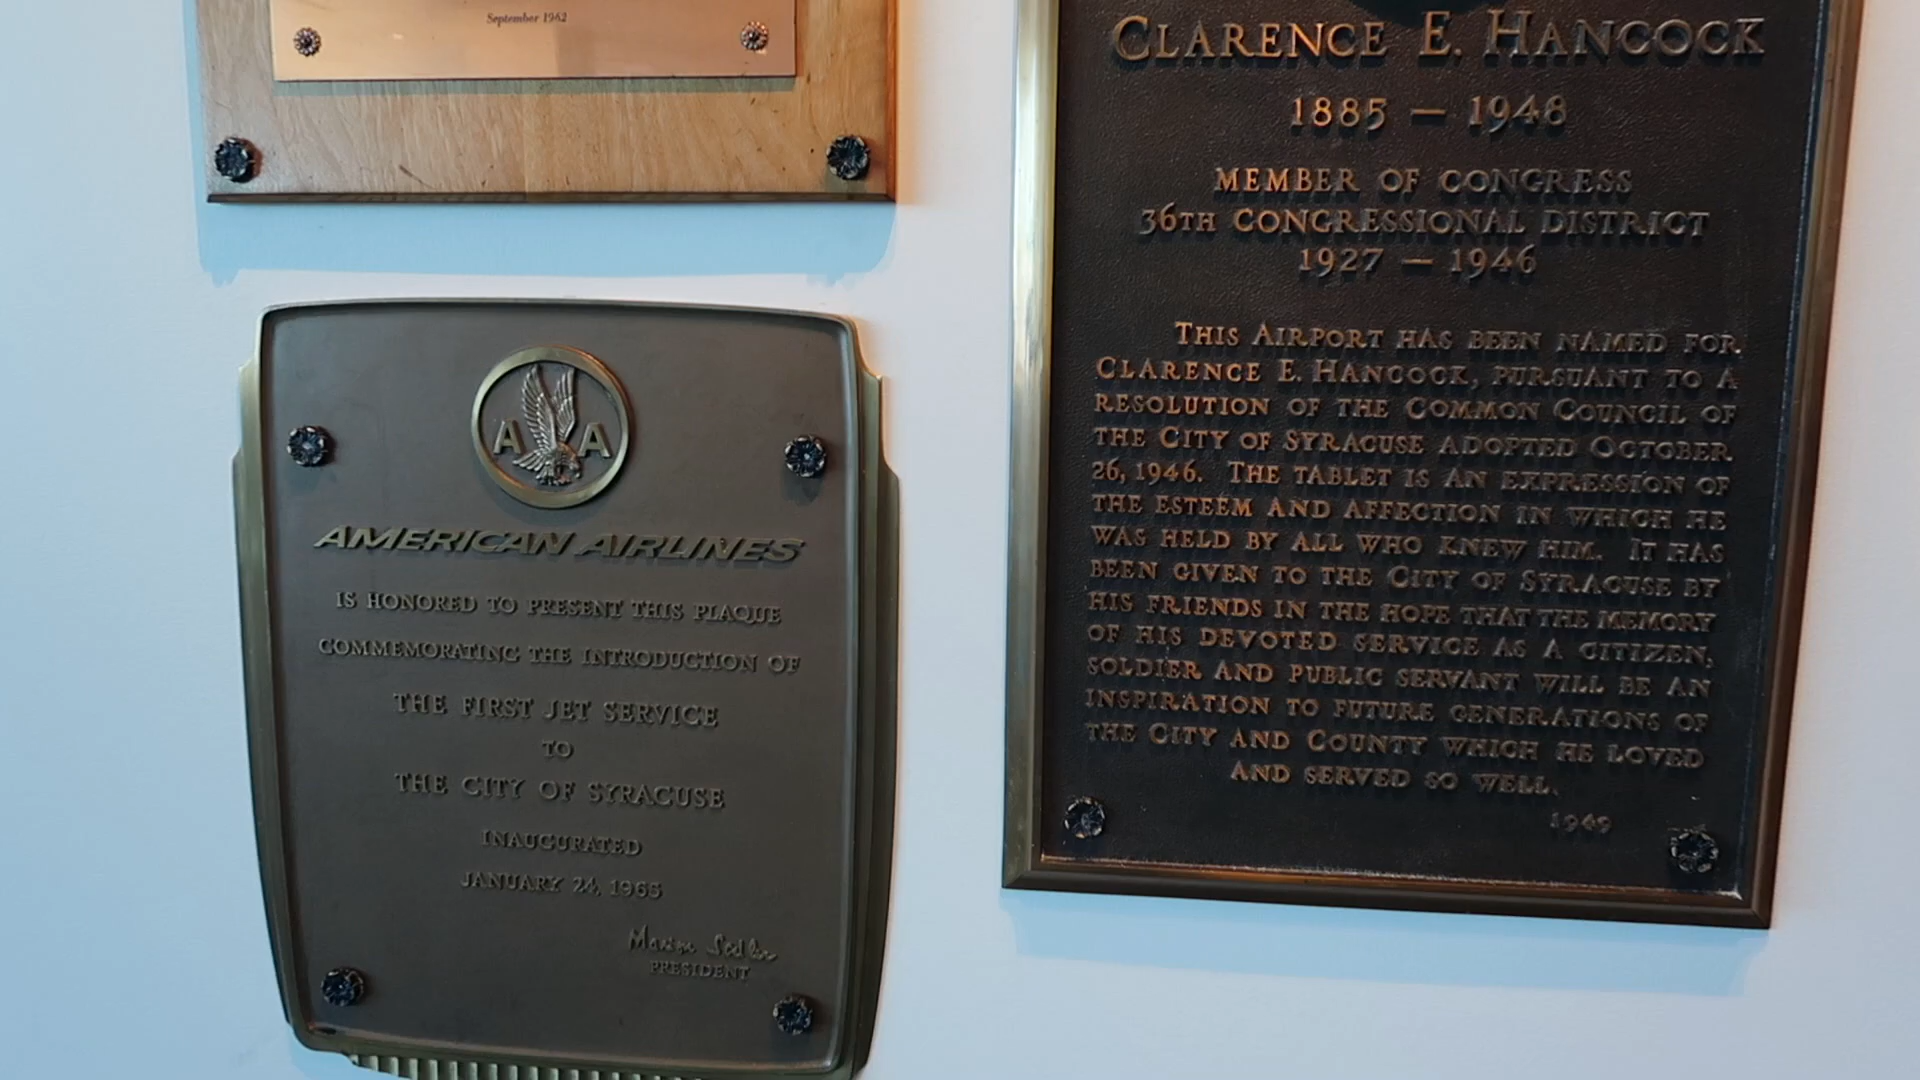 September 1962
A A
AMERICAN AIRLINES
IS HONORED TO PRESENT THIS PLAQUE
COMMEMORATING THE INTRODUCTION OF
THE FIRST JET SERVICE
TO
THE CITY OF SYRACUSE
INAUGURATED
JANUARY 24, 1965
PRESIDENT
CLARENCE E. HANCOCK
1885 — 1948
MEMBER OF CONGRESS
36TH CONGRESSIONAL DISTRICT
1927 — 1946
THIS AIRPORT HAS BEEN NAMED FOR
CLARENCE E. HANCOCK, PURSUANT TO A
RESOLUTION OF THE COMMON COUNCIL OF
THE CITY OF SYRACUSE ADOPTED OCTOBER
26, 1946. THE TABLET IS AN EXPRESSION OF
THE ESTEEM AND AFFECTION IN WHICH HE
WAS HELD BY ALL WHO KNEW HIM. IT HAS
BEEN GIVEN TO THE CITY OF SYRACUSE BY
HIS FRIENDS IN THE HOPE THAT THE MEMORY
OF HIS DEVOTED SERVICE AS A CITIZEN,
SOLDIER AND PUBLIC SERVANT WILL BE AN
INSPIRATION TO FUTURE GENERATIONS OF
THE CITY AND COUNTY WHICH HE LOVED
AND SERVED SO WELL.
1949